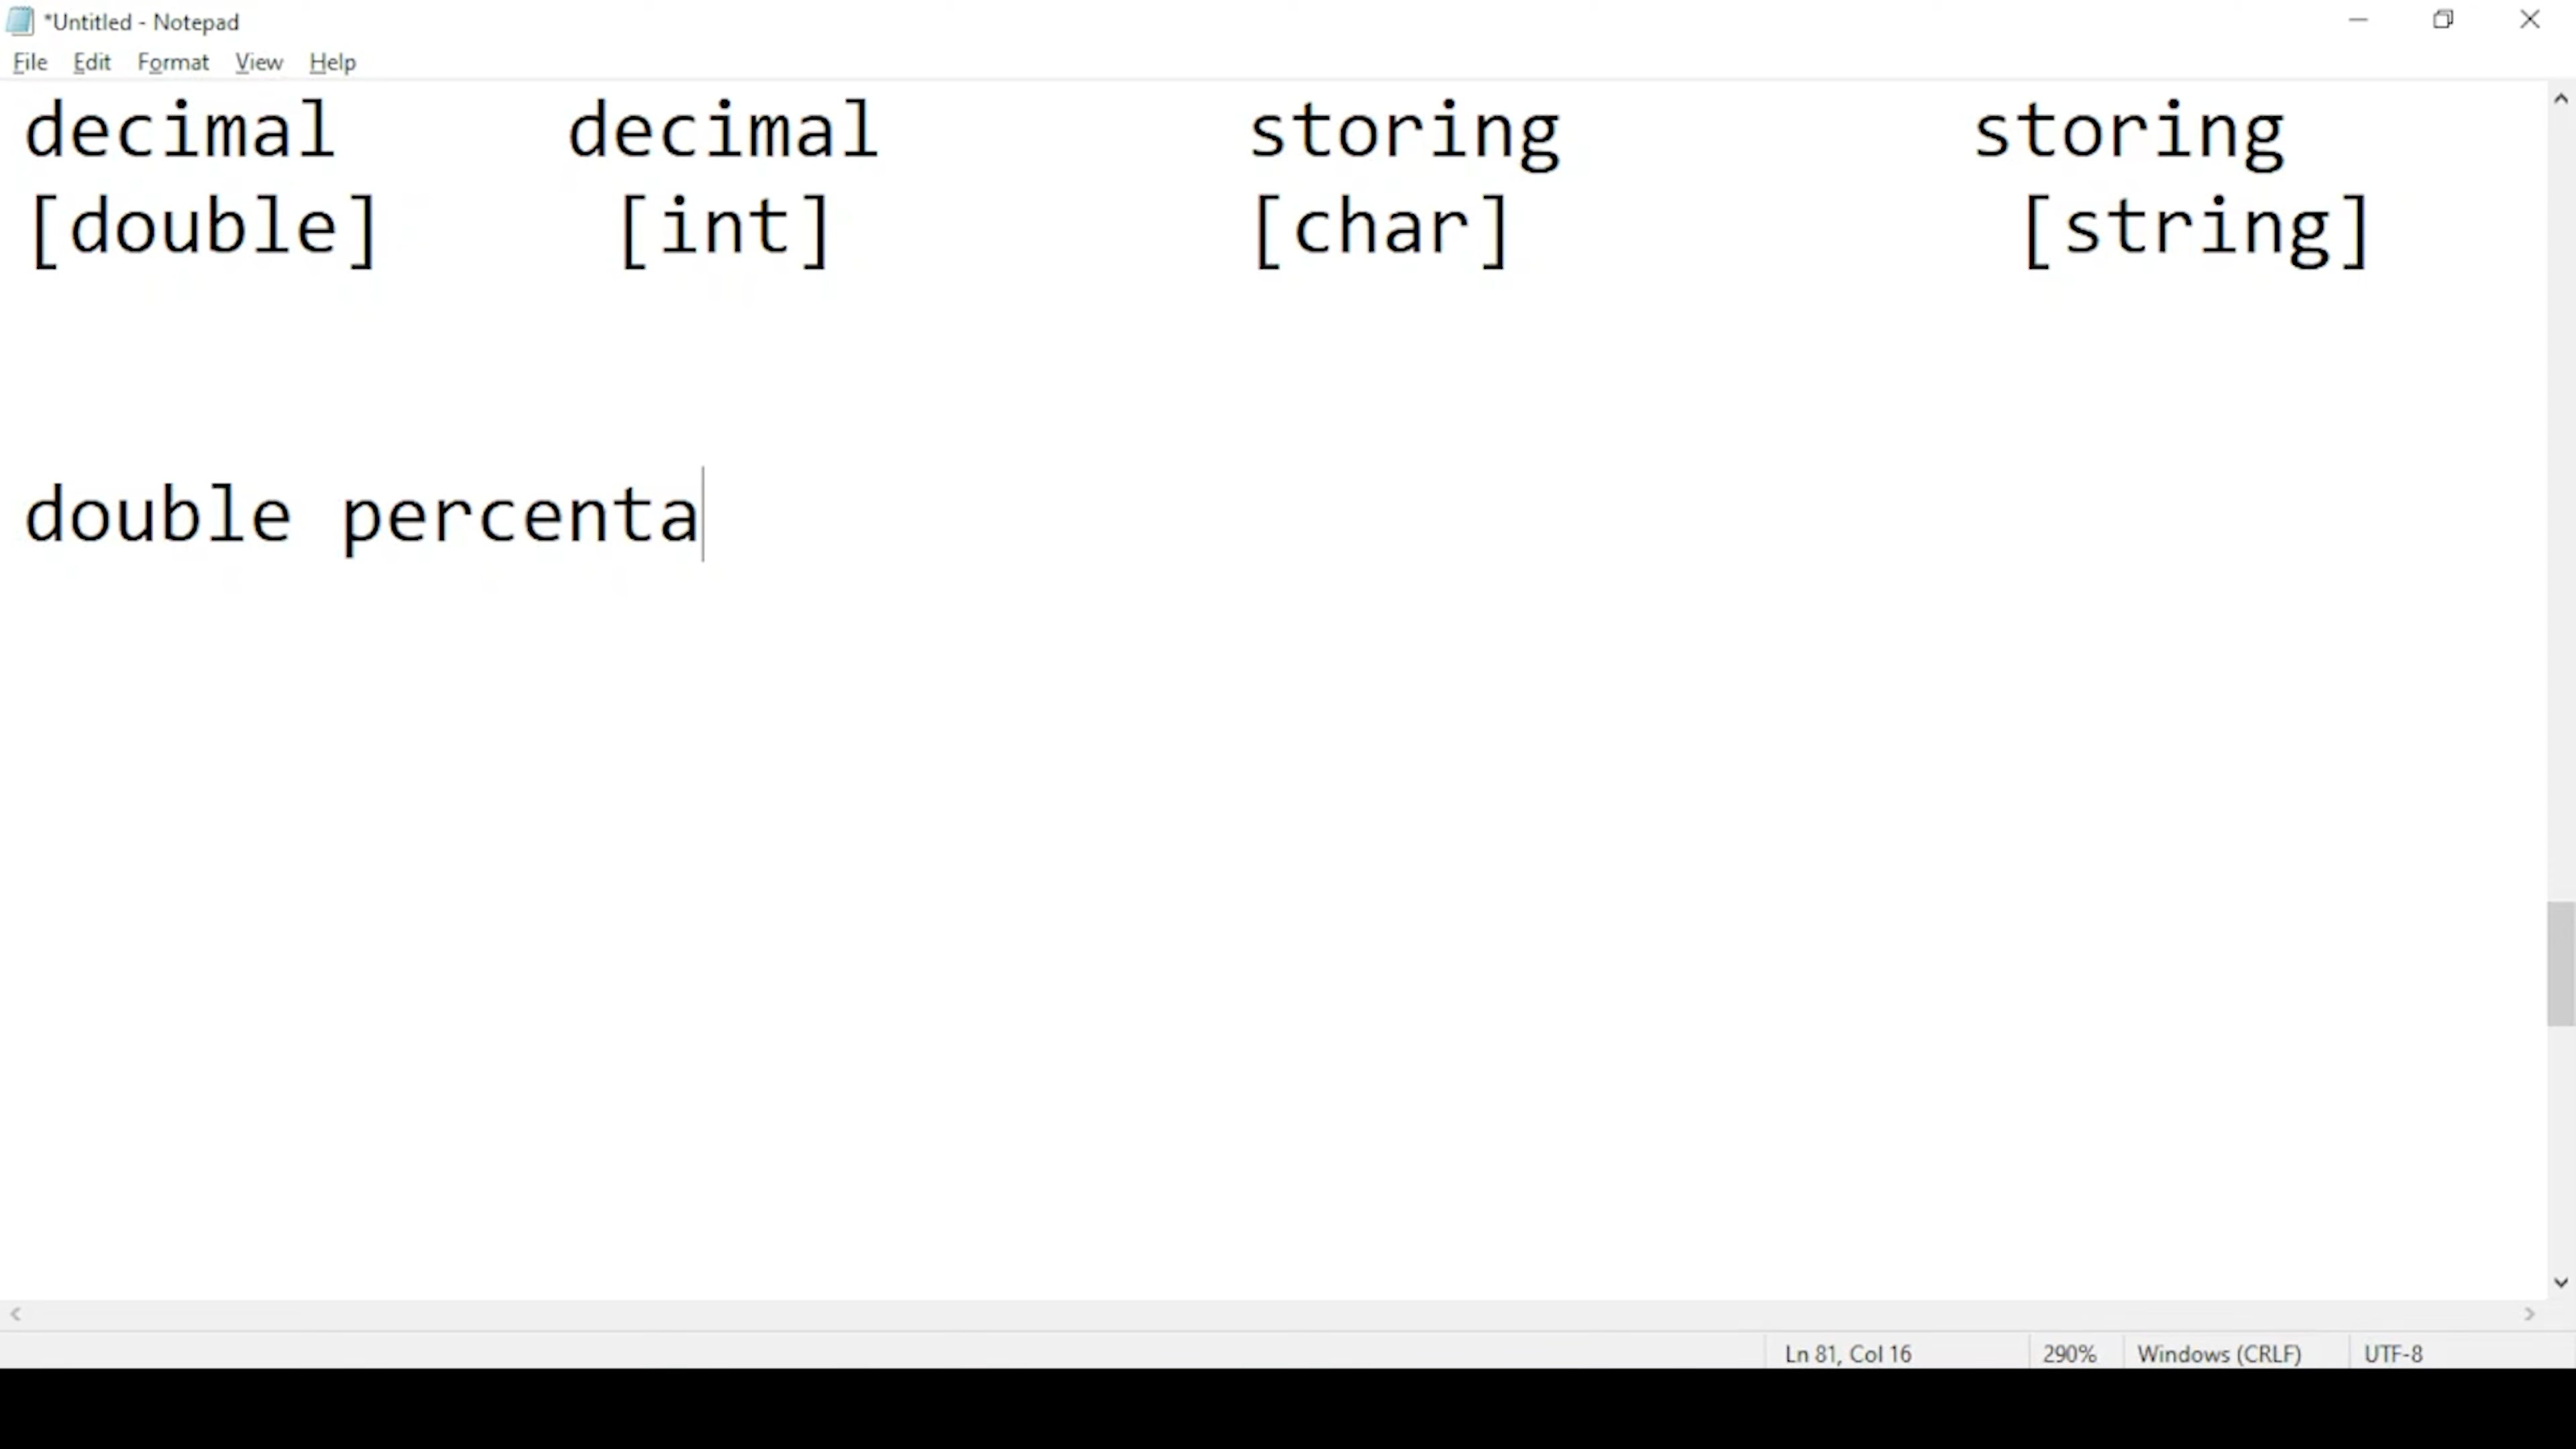 *Untitled - Notepad
File Edit Format View Help
decimal decimal storing storing
[double] [int] [char] [string]
double percenta
Ln 81, Col 16 290% Windows (CRLF) UTF-8